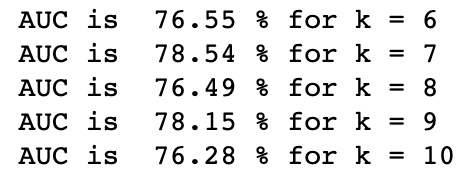 AUC is  76.55 % for k = 6
AUC is  78.54 % for k = 7
AUC is  76.49 % for k = 8
AUC is  78.15 % for k = 9
AUC is  76.28 % for k = 10